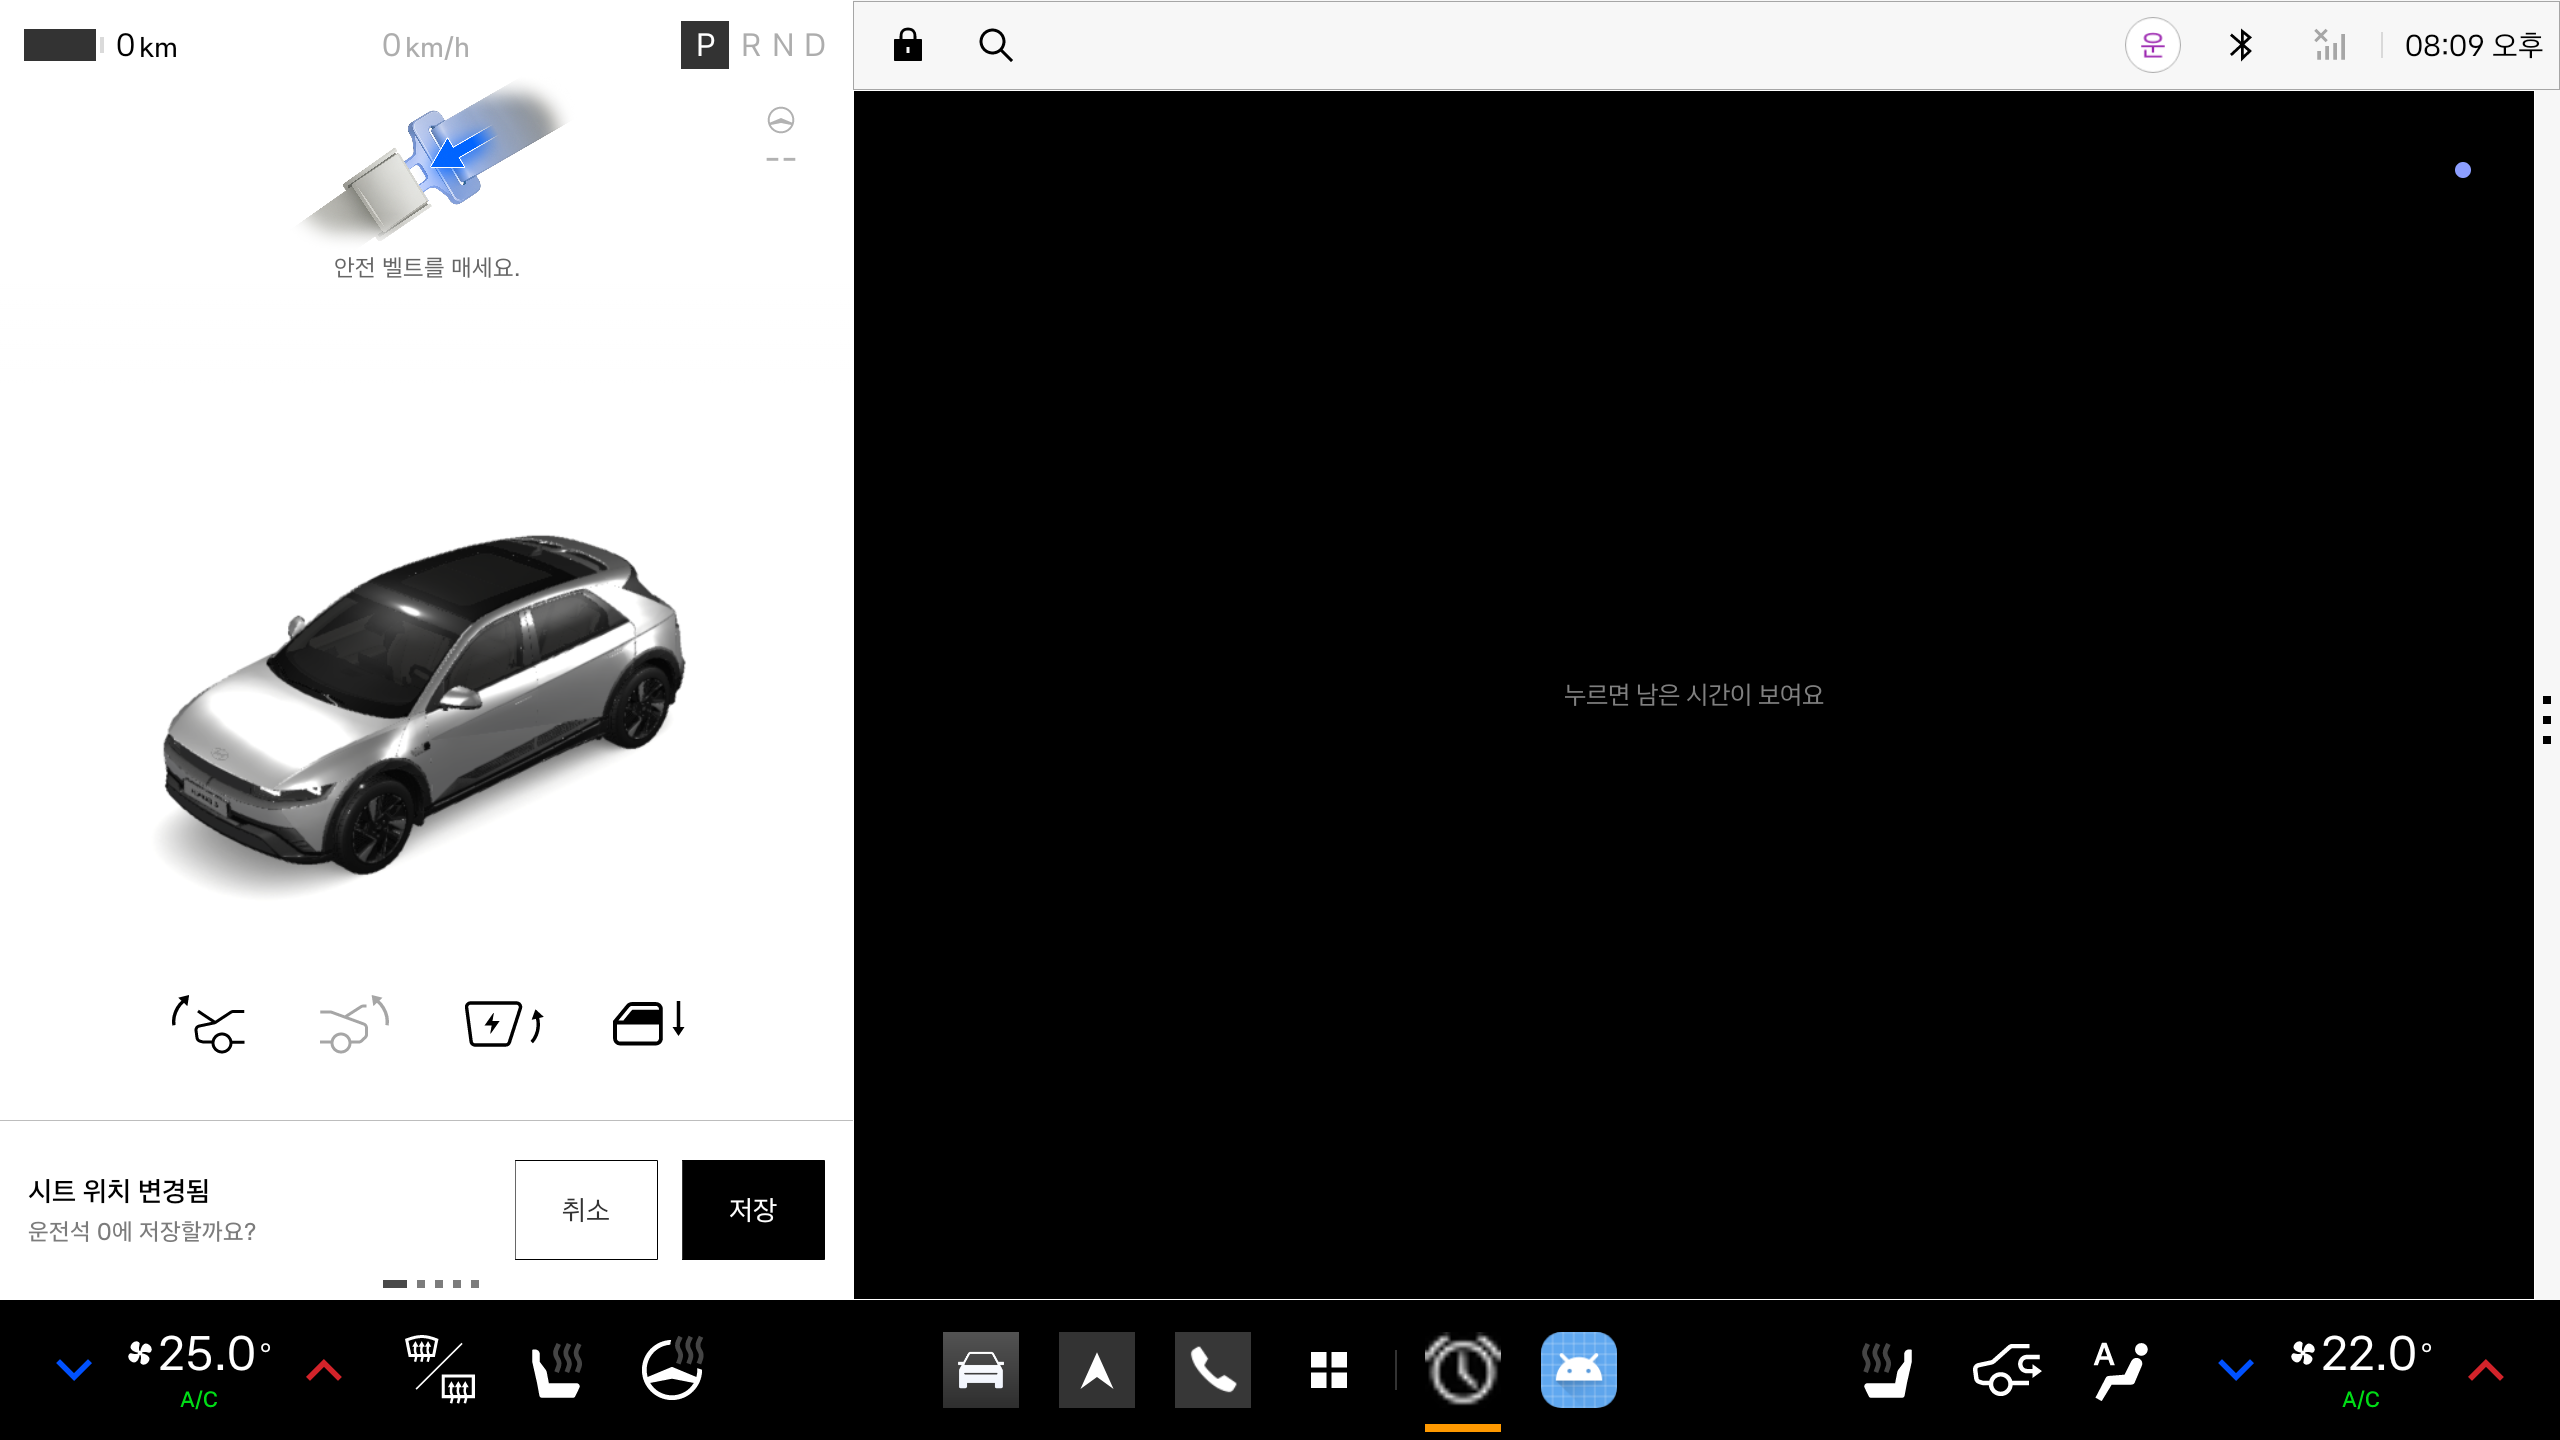 0 km
0 km/h
P R N D
운
08:09 오후
--
안전 벨트를 매세요.
누르면 남은 시간이 보여요
시트 위치 변경됨
운전석 0에 저장할까요?
취소
저장
25.0°
A/C
A
22.0°
A/C